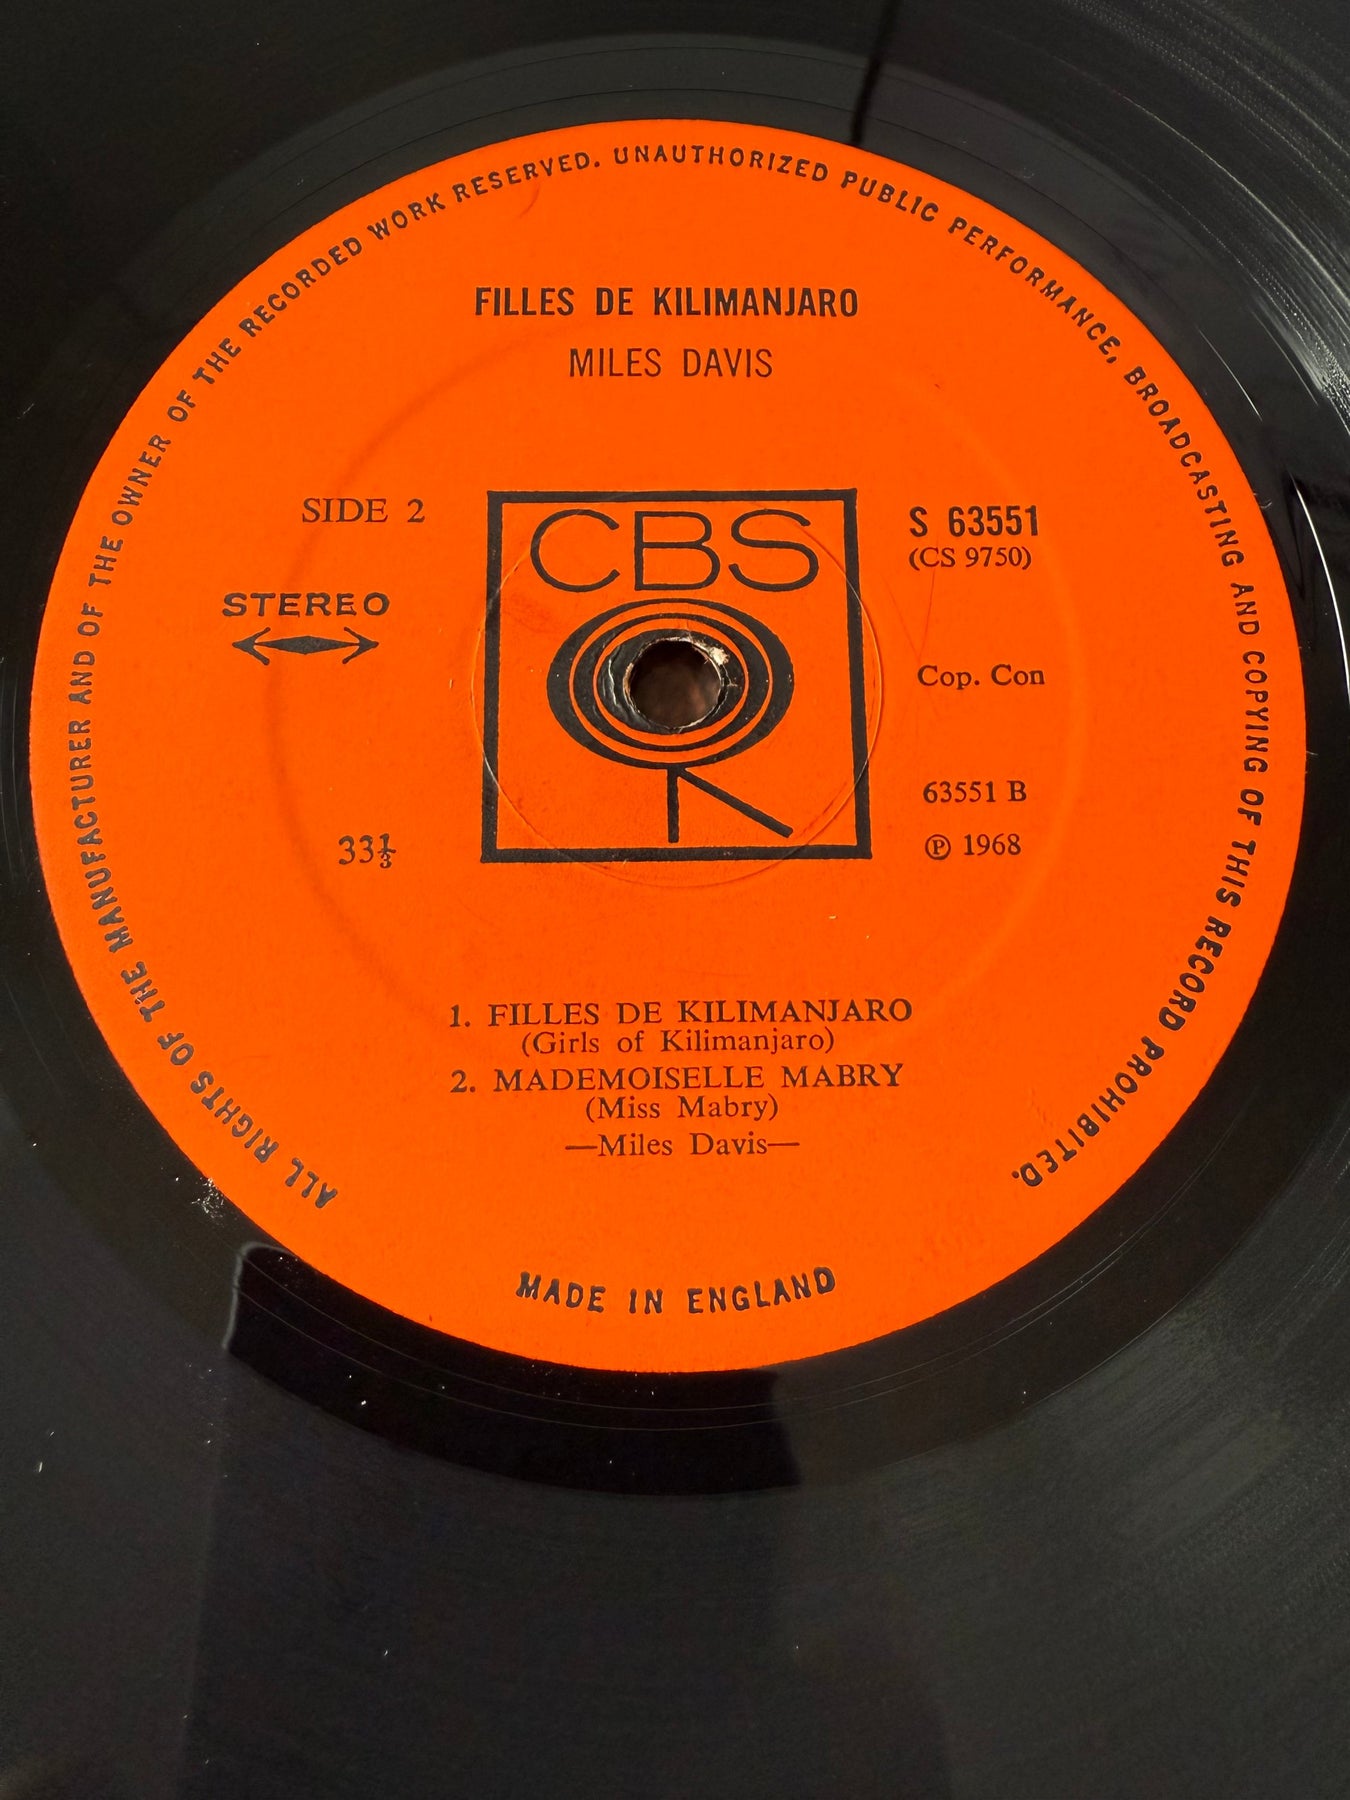 ALL RIGHTS OF THE MANUFACTURER AND OF THE OWNER OF THE RECORDED WORK RESERVED. UNAUTHORIZED PUBLIC PERFORMANCE, BROADCASTING AND COPYING OF THIS RECORD PROHIBITED.
FILLES DE KILIMANJARO
MILES DAVIS
SIDE 2
CBS
S 63551
(CS 9750)
STEREO
Cop. Con
63551 B
33⅓
Ⓟ 1968
1. FILLES DE KILIMANJARO
(Girls of Kilimanjaro)
2. MADEMOISELLE MABRY
(Miss Mabry)
—Miles Davis—
MADE IN ENGLAND